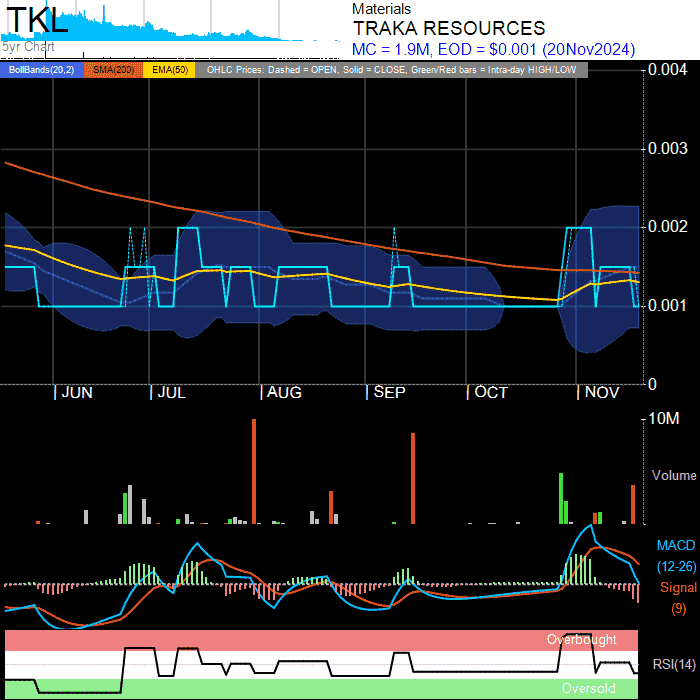 TKL
5yr Chart
Materials
TRAKA RESOURCES
MC = 1.9M, EOD = $0.001 (20Nov2024)
BollBands(20,2) SMA(200) EMA(50) OHLC Prices: Dashed = OPEN, Solid = CLOSE, Green/Red bars = Intra-day HIGH/LOW
0.004
0.003
0.002
0.001
0
JUN JUL AUG SEP OCT NOV
10M
Volume
MACD
(12-26)
Signal
(9)
Overbought
RSI(14)
Oversold